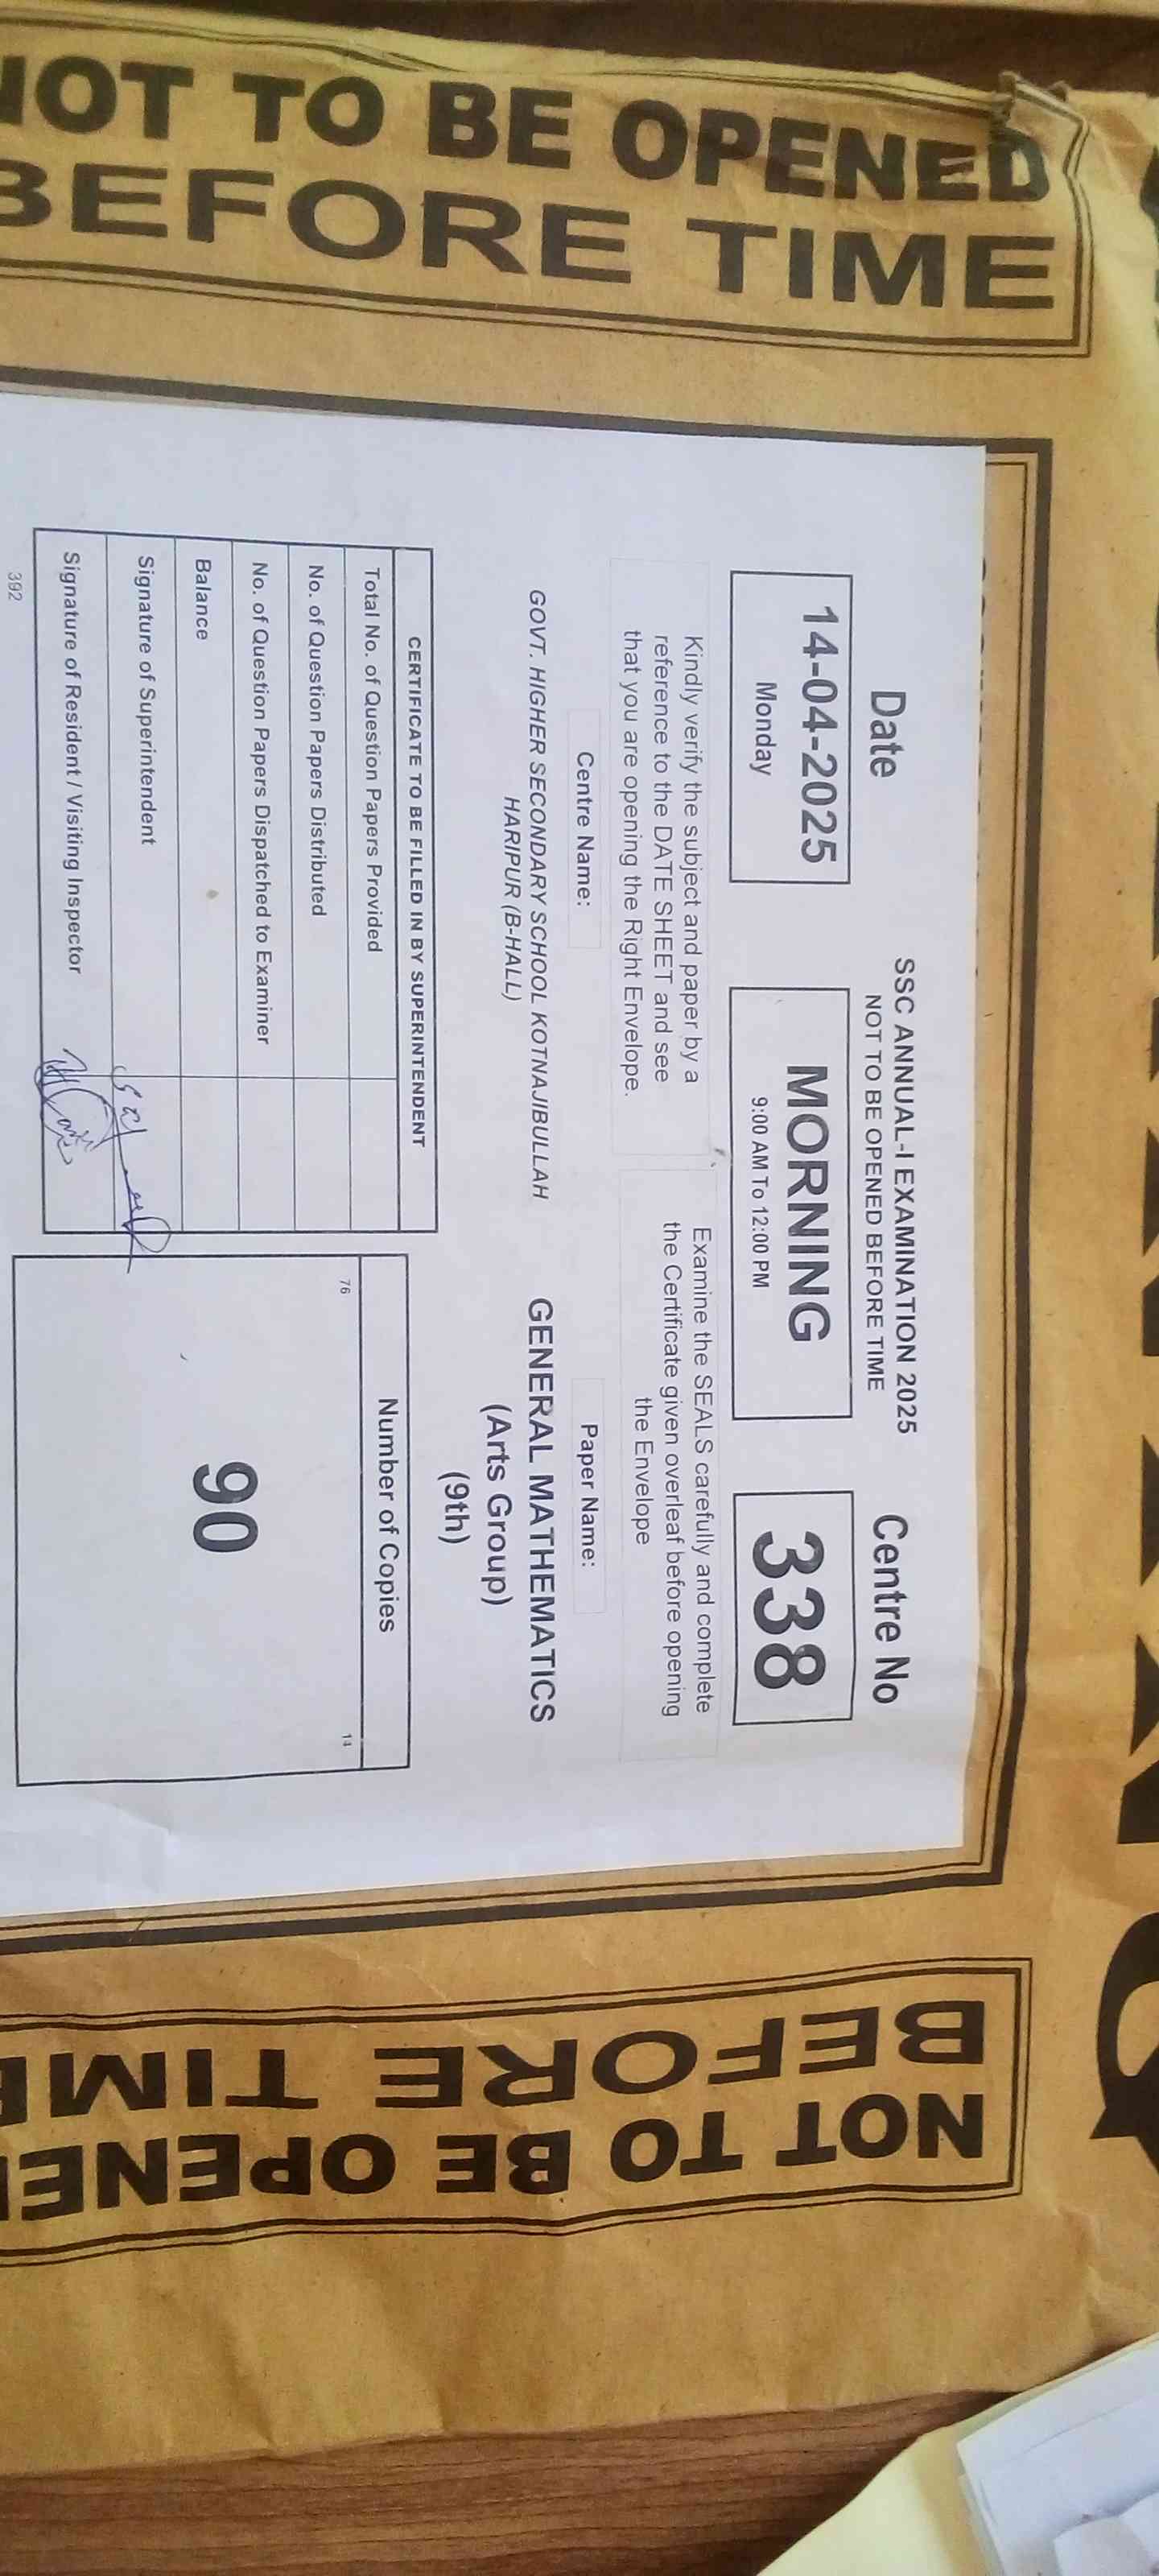 NOT TO BE OPENED
BEFORE TIME
SSC ANNUAL-I EXAMINATION 2025
NOT TO BE OPENED BEFORE TIME
Date
14-04-2025
Monday
MORNING
9:00 AM To 12:00 PM
Centre No
338
Kindly verify the subject and paper by a
reference to the DATE SHEET and see
that you are opening the Right Envelope.
Examine the SEALS carefully and complete
the Certificate given overleaf before opening
the Envelope
Centre Name:
GOVT. HIGHER SECONDARY SCHOOL KOTNAJIBULLAH
HARIPUR (B-HALL)
Paper Name:
GENERAL MATHEMATICS
(Arts Group)
(9th)
CERTIFICATE TO BE FILLED IN BY SUPERINTENDENT
Total No. of Question Papers Provided
No. of Question Papers Distributed
No. of Question Papers Dispatched to Examiner
Balance
Signature of Superintendent
Signature of Resident / Visiting Inspector
392
Number of Copies
76
14
90
NOT TO BE OPENED
BEFORE TIME